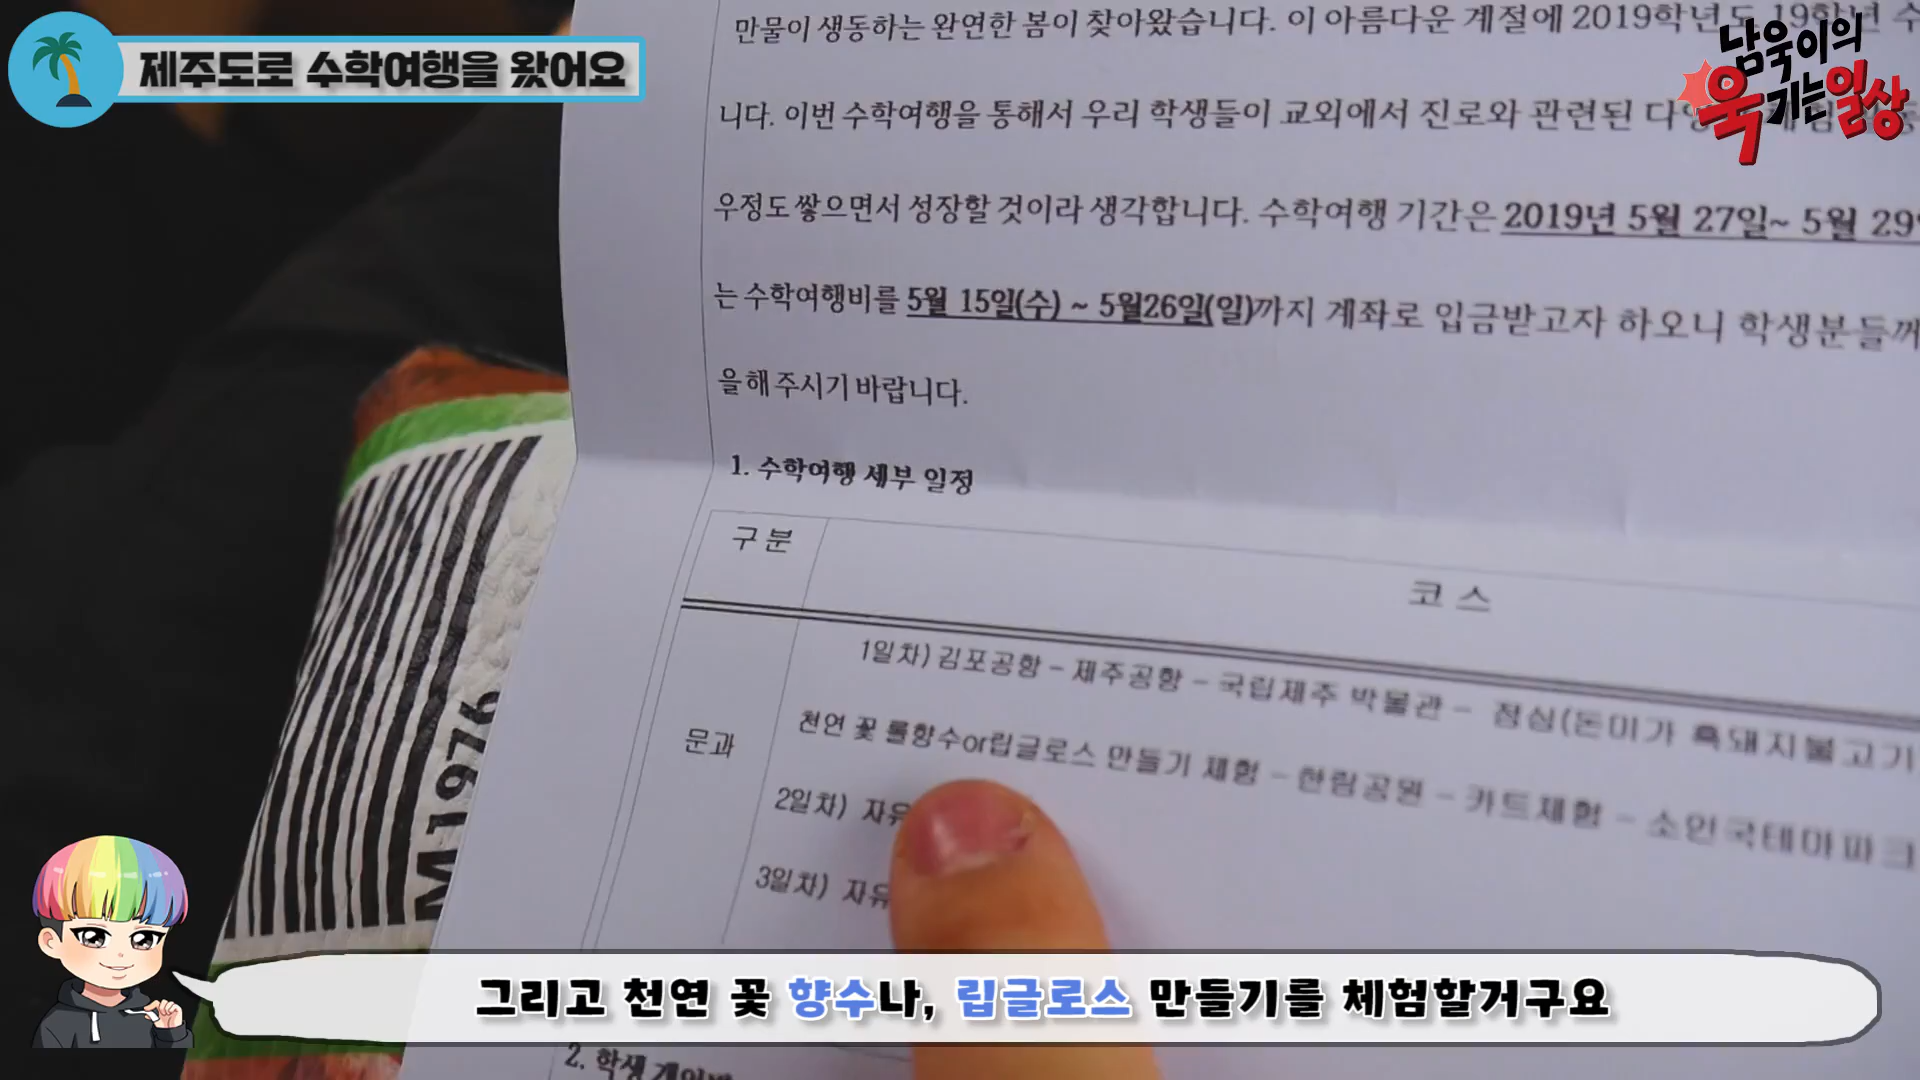 제주도로 수학여행을 왔어요
남욱이의
욱기는일상
만물이 생동하는 완연한 봄이 찾아왔습니다. 이 아름다운 계절에 2019학년도 19학년 수
니다. 이번 수학여행을 통해서 우리 학생들이 교외에서 진로와 관련된
우정도 쌓으면서 성장할 것이라 생각합니다. 수학여행 기간은 2019년 5월 27일~ 5월 29
는 수학여행비를 5월 15일(수) ~ 5월26일(일)까지 계좌로 입금받고자 하오니 학생분들께
을 해 주시기 바랍니다.
1. 수학여행 세부 일정
구 분
코 스
문과
1일차) 김포공항 - 제주공항 - 국립제주 박물관 - 점심(돈미가 흑돼지불고기
천연 꽃 롤향수or립글로스 만들기 체험 - 한림공원 - 카트체험 - 소인국테마파크
2일차) 자유
3일차) 자유
M1976
그리고 천연 꽃 향수나, 립글로스 만들기를 체험할거구요
2. 학생